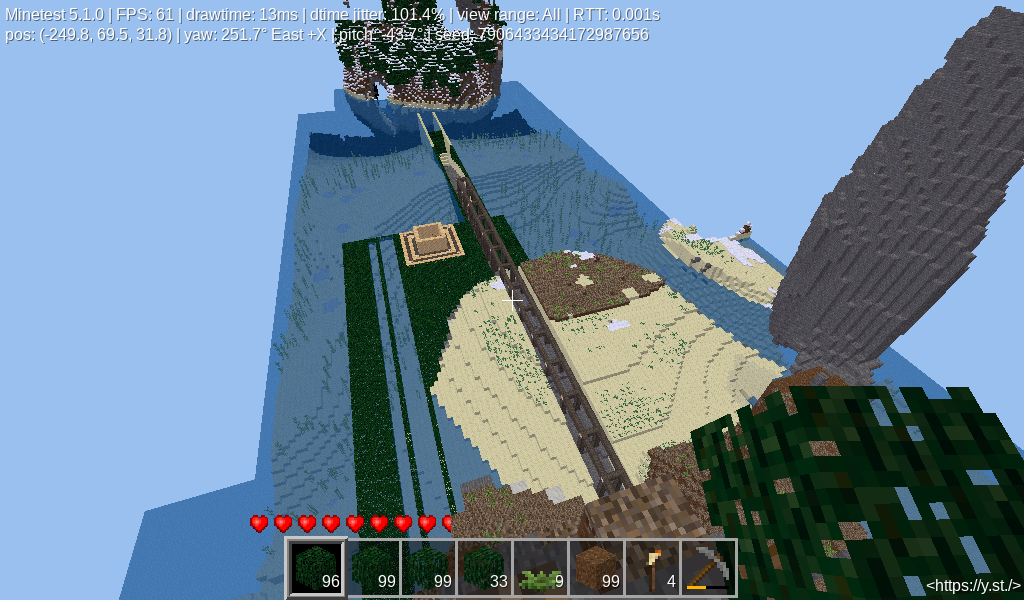 Minetest 5.1.0 | FPS: 61 | drawtime: 13ms | dtime jitter: 101.4% | view range: All | RTT: 0.001s
pos: (-249.8, 69.5, 31.8) | yaw: 251.7° East +X | pitch: -43.7° | seed: 7906433434172987656
96 99 99 33 9 99 4
<https://y.st./>